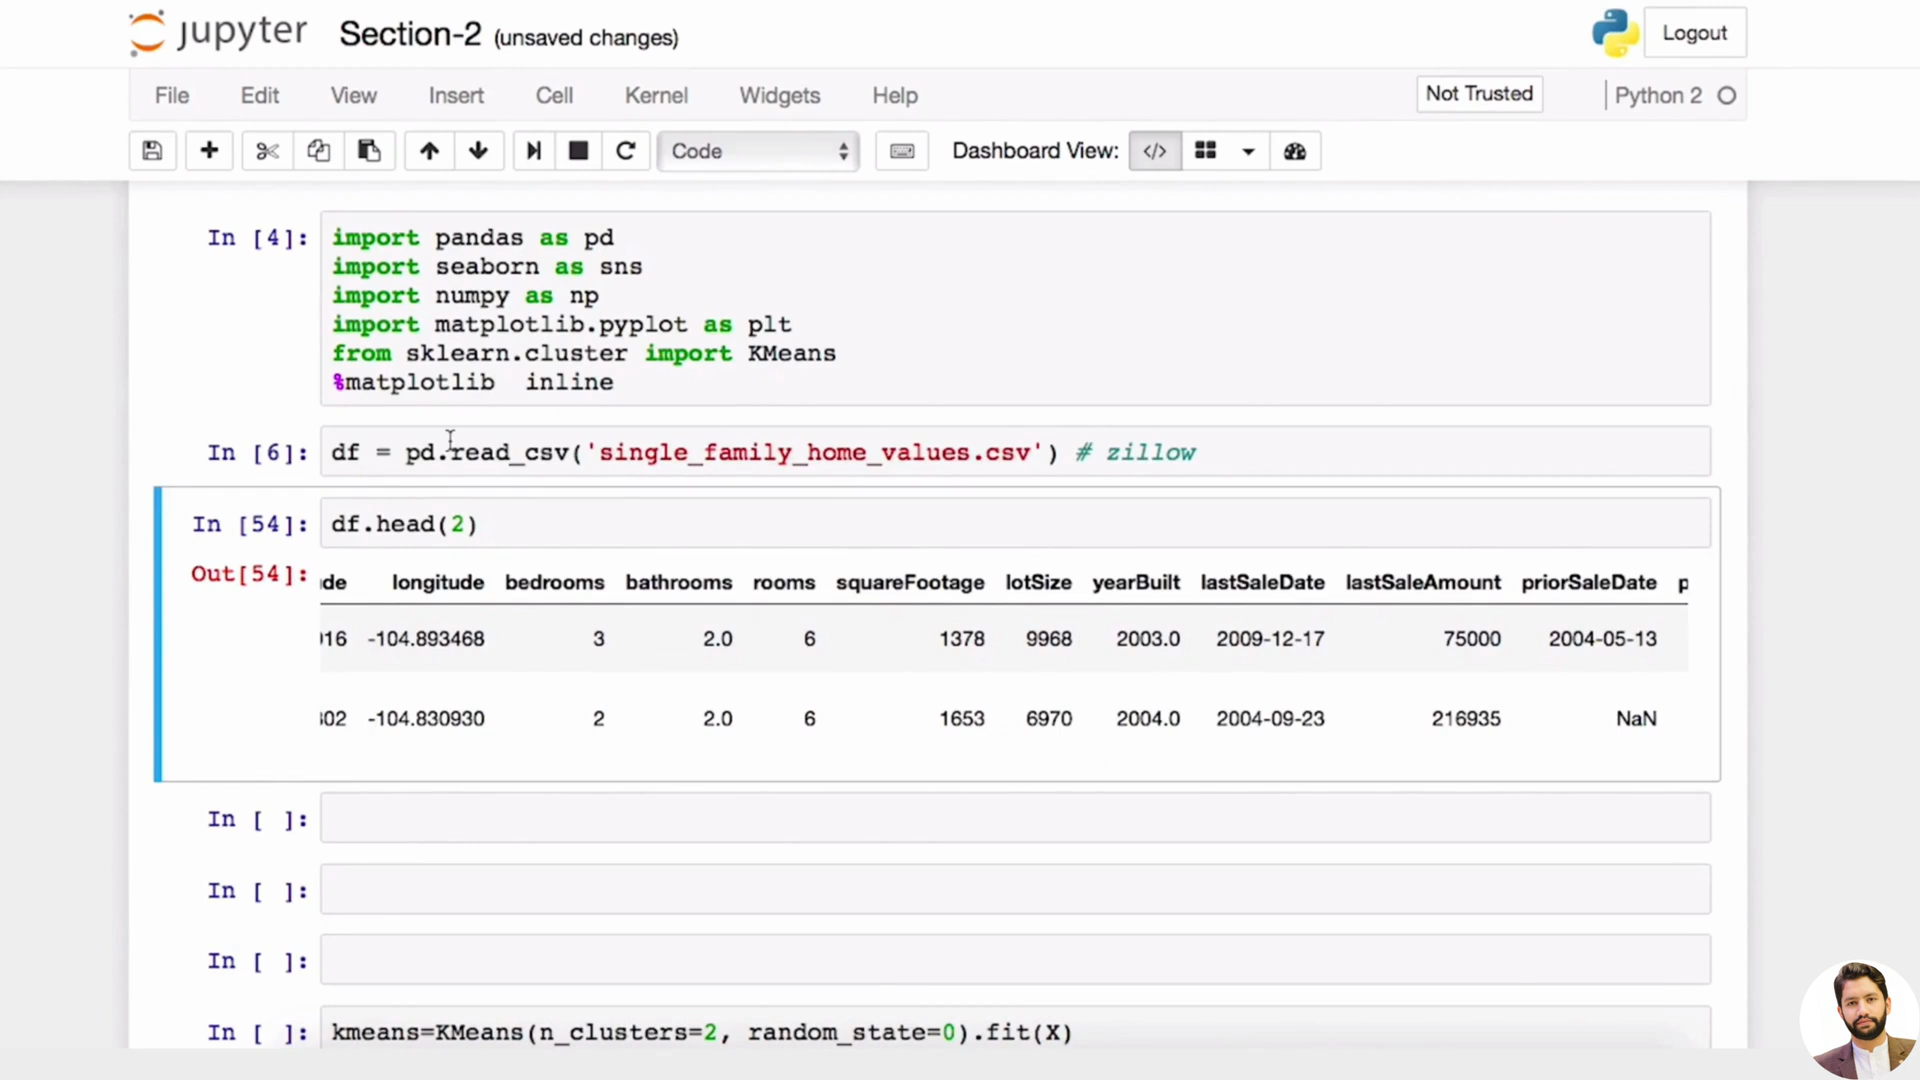 jupyter Section-2 (unsaved changes) Logout
File Edit View Insert Cell Kernel Widgets Help Not Trusted Python 2
Code Dashboard View:
In [4]: import pandas as pd
import seaborn as sns
import numpy as np
import matplotlib.pyplot as plt
from sklearn.cluster import KMeans
%matplotlib  inline
In [6]: df = pd.read_csv('single_family_home_values.csv') # zillow
In [54]: df.head(2)
Out[54]: de longitude bedrooms bathrooms rooms squareFootage lotSize yearBuilt lastSaleDate lastSaleAmount priorSaleDate p
16 -104.893468 3 2.0 6 1378 9968 2003.0 2009-12-17 75000 2004-05-13
02 -104.830930 2 2.0 6 1653 6970 2004.0 2004-09-23 216935 NaN
In [ ]:
In [ ]:
In [ ]:
In [ ]: kmeans=KMeans(n_clusters=2, random_state=0).fit(X)